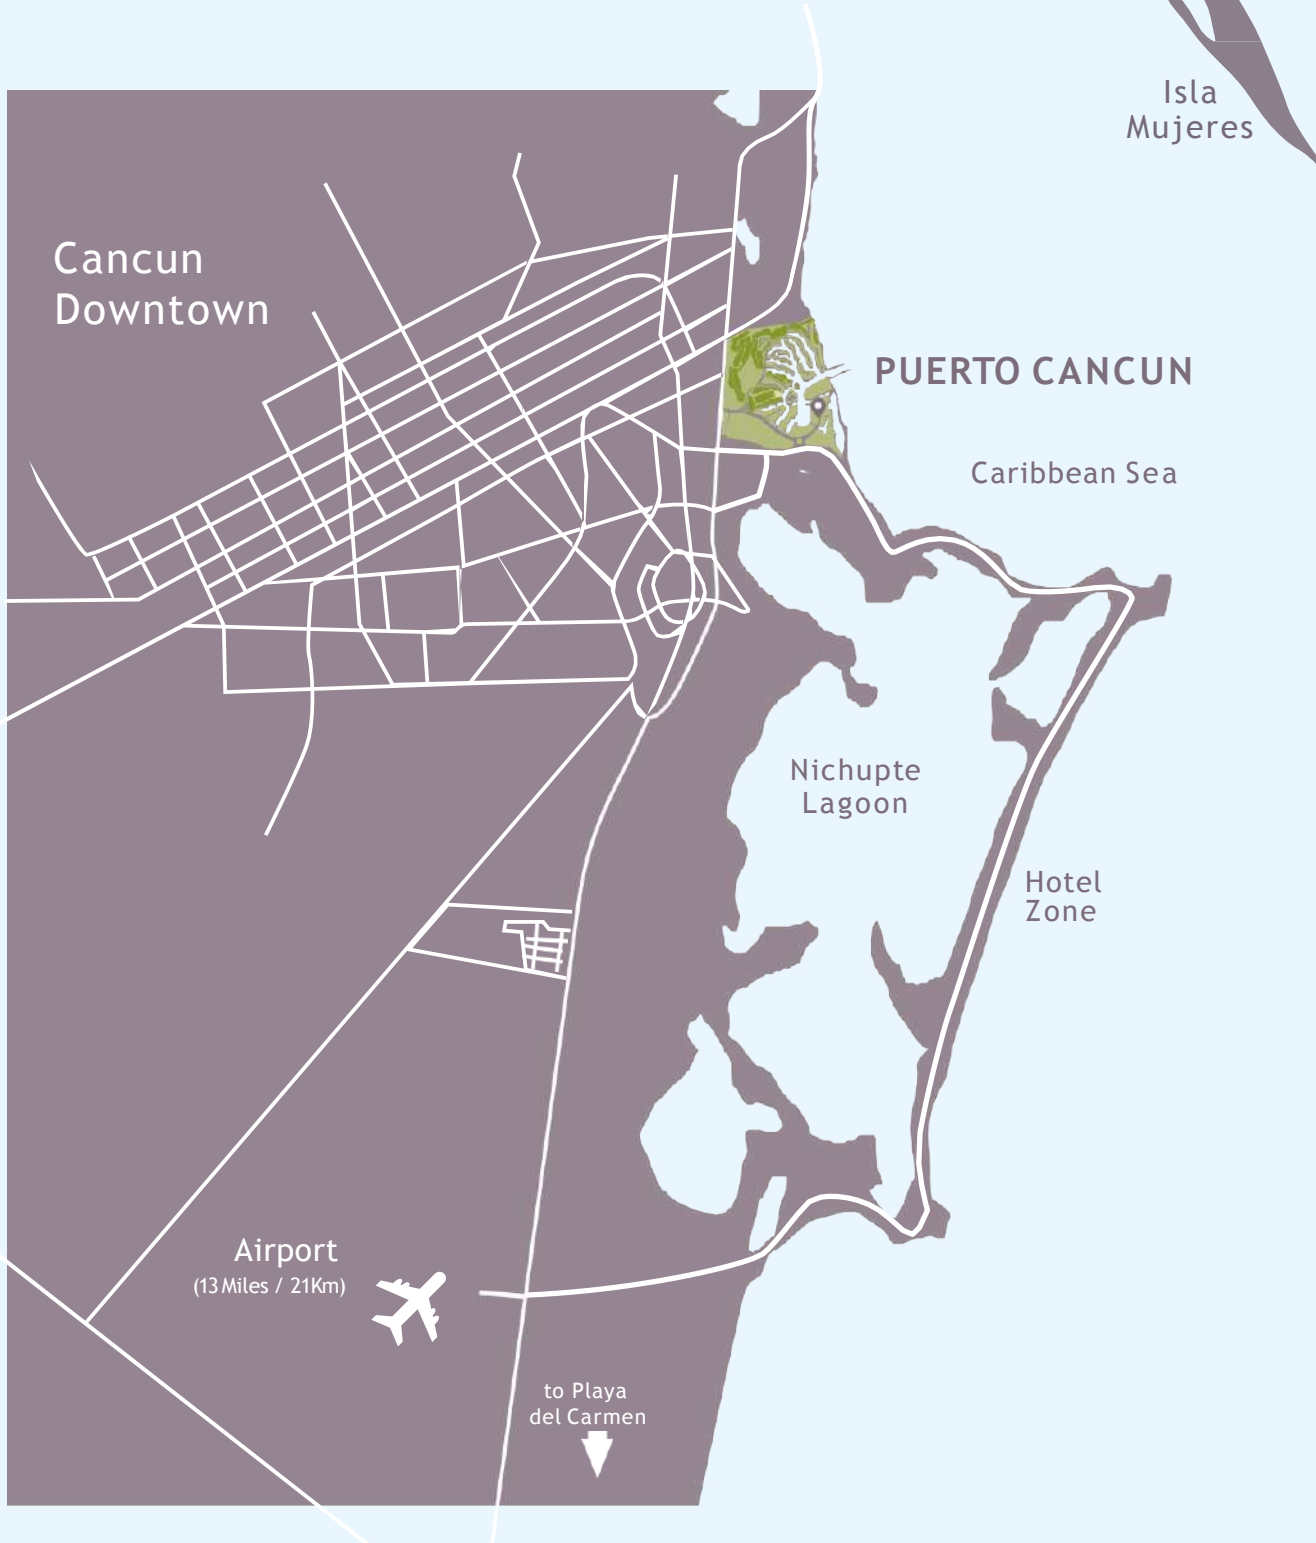 Isla
Mujeres
Cancun
Downtown
PUERTO CANCUN
Caribbean Sea
Nichupte
Lagoon
Hotel
Zone
Airport
(13 Miles / 21Km)
to Playa
del Carmen